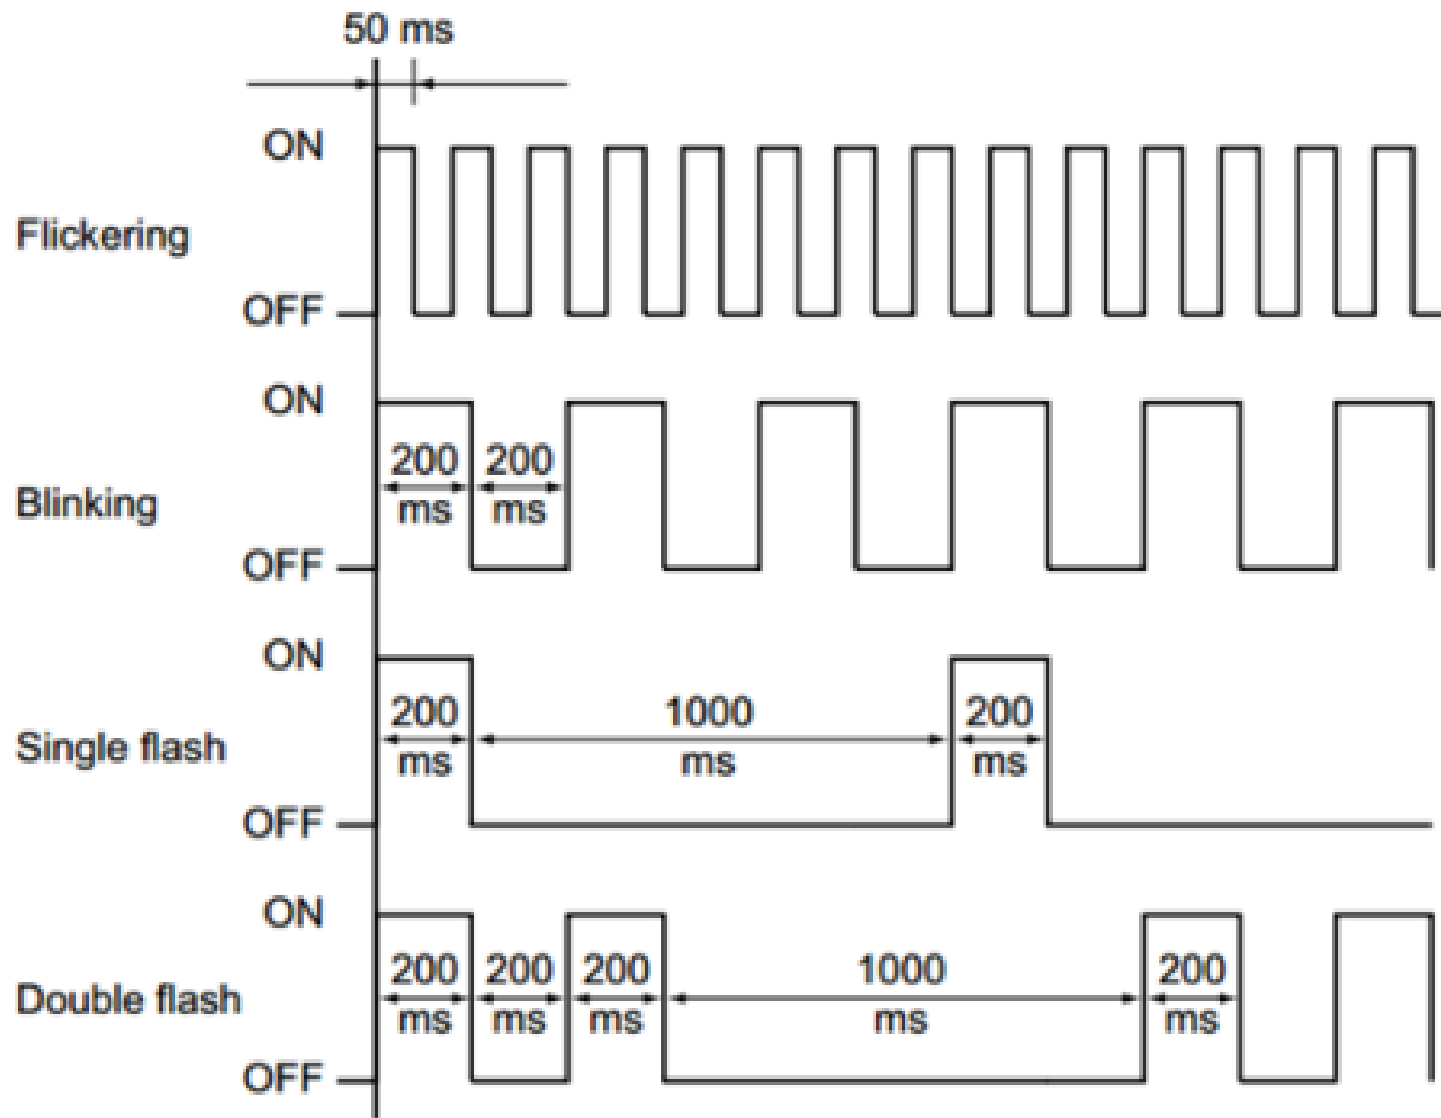 50 ms
ON
Flickering
OFF
ON
200 200
ms ms
Blinking
OFF
ON
200 1000 200
ms ms ms
Single flash
OFF
ON
200 200 200 1000 200
ms ms ms ms ms
Double flash
OFF